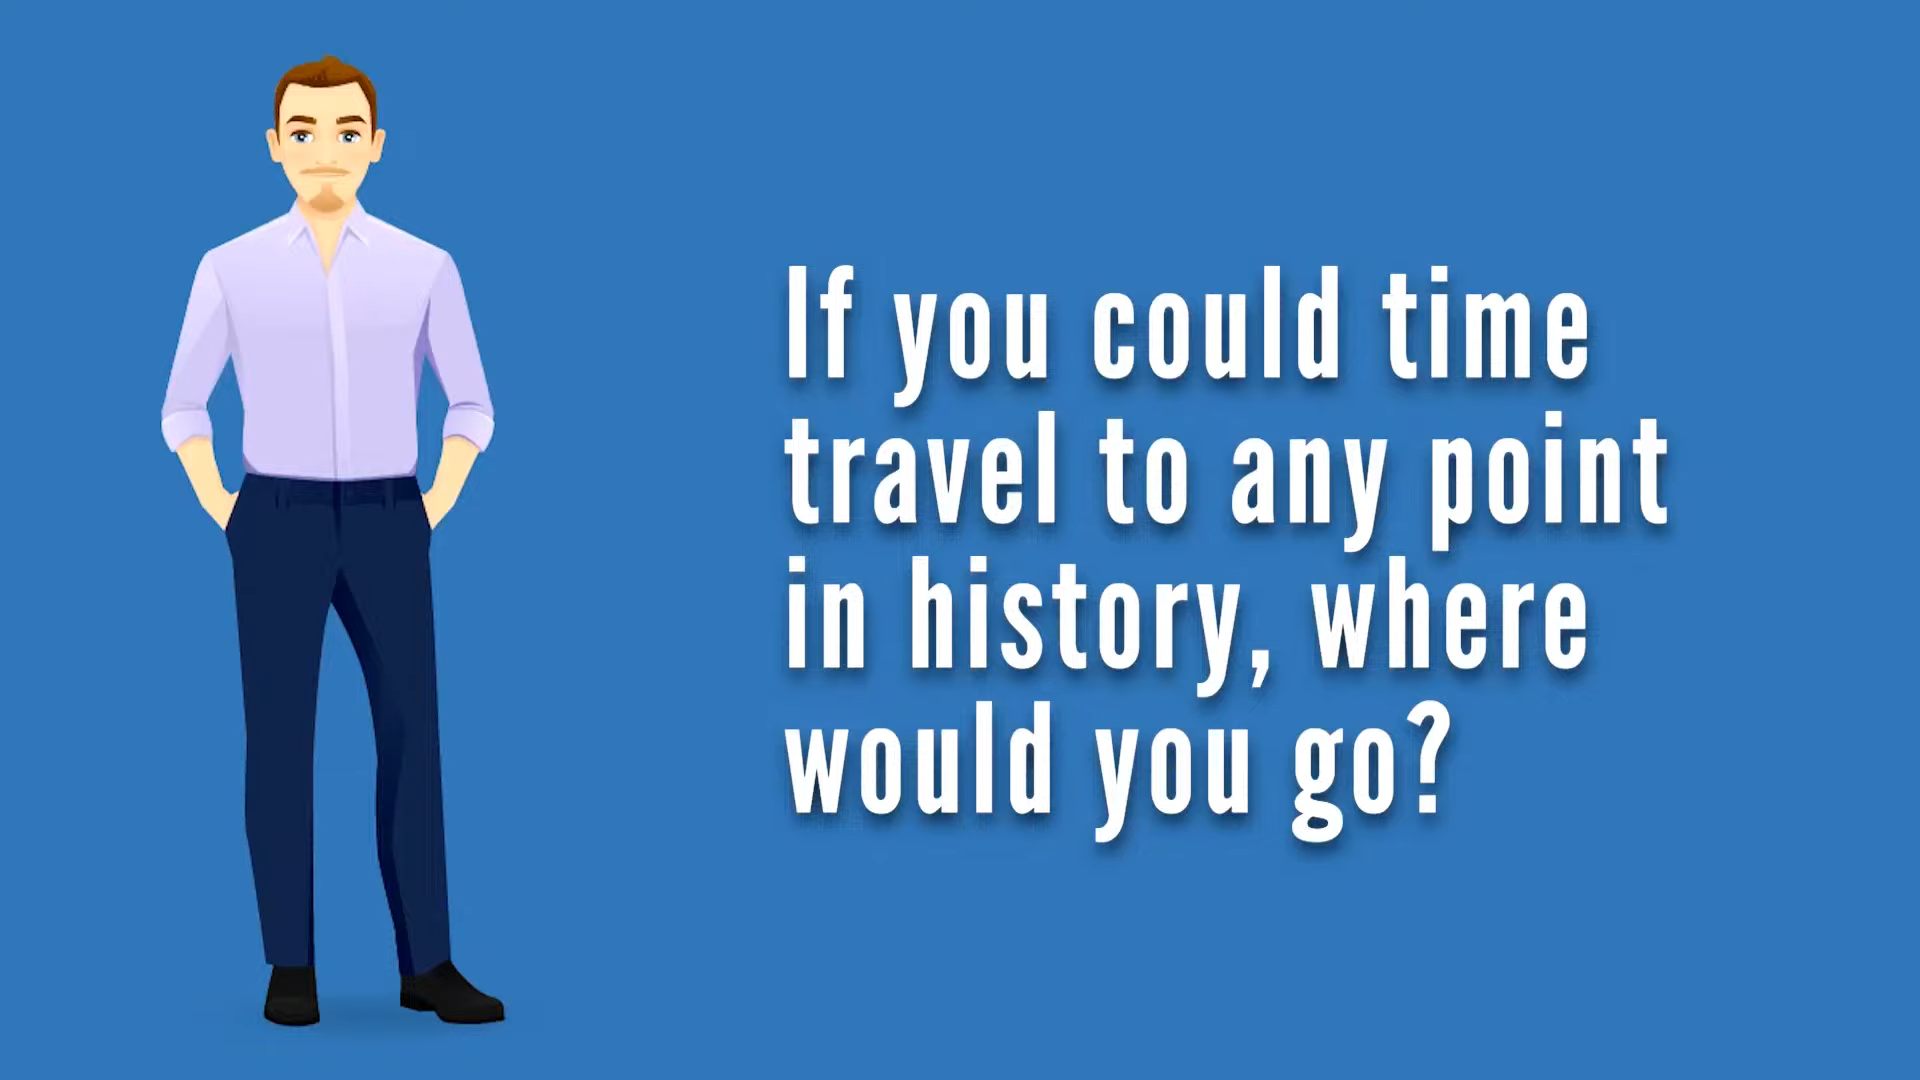 If you could time
travel to any point
in history, where
would you go?